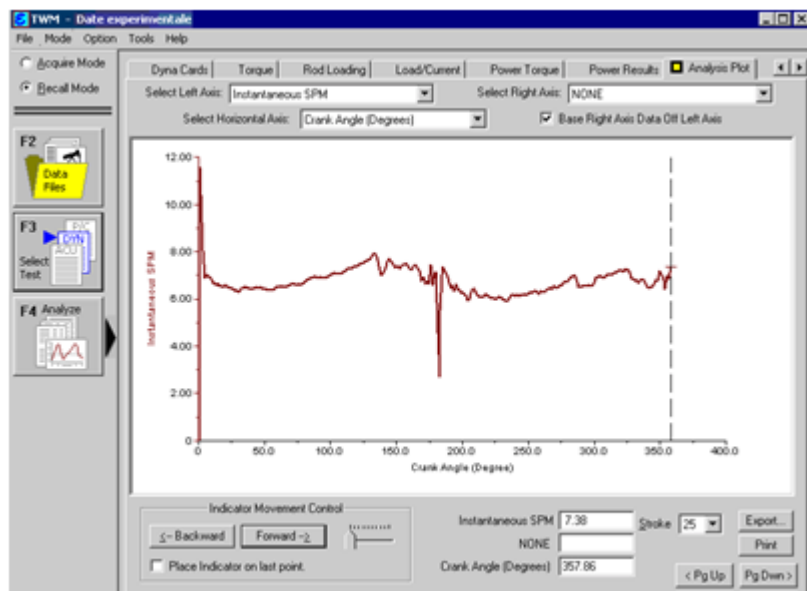 TWM - Date experimentale
File Mode Option Tools Help
Acquire Mode
Recall Mode
F2
Data
Files
F3
Select
Test
DYN
ACU
F4 Analyze
Dyna Cards Torque Rod Loading Load/Current Power Torque Power Results Analysis Plot
Select Left Axis: Instantaneous SPM Select Right Axis: NONE
Select Horizontal Axis: Crank Angle (Degrees) Base Right Axis Data Off Left Axis
12.00
10.00
8.00
6.00
4.00
2.00
0
Instantaneous SPM
0 50.0 100.0 150.0 200.0 250.0 300.0 350.0 400.0
Crank Angle (Degree)
Indicator Movement Control
<- Backward Forward ->
Place Indicator on last point.
Instantaneous SPM 7.38 Stroke 25 Export...
NONE Print
Crank Angle (Degrees) 357.86
< Pg Up Pg Dwn >